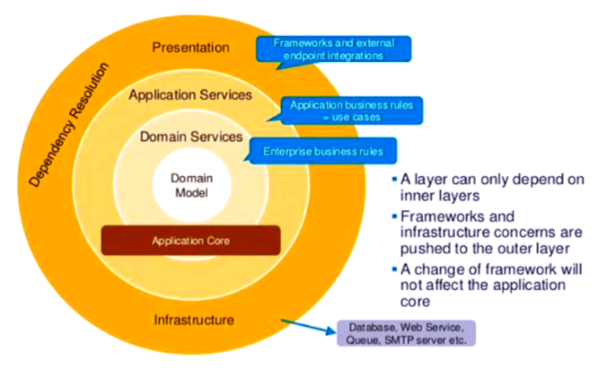 Presentation
Frameworks and external
endpoint integrations
Dependency Resolution
Application Services
Application business rules
= use cases
Domain Services
Enterprise business rules
Domain
Model
▪ A layer can only depend on
inner layers
▪ Frameworks and
infrastructure concerns are
pushed to the outer layer
▪ A change of framework will
not affect the application
core
Application Core
Infrastructure
Database, Web Service,
Queue, SMTP server etc.